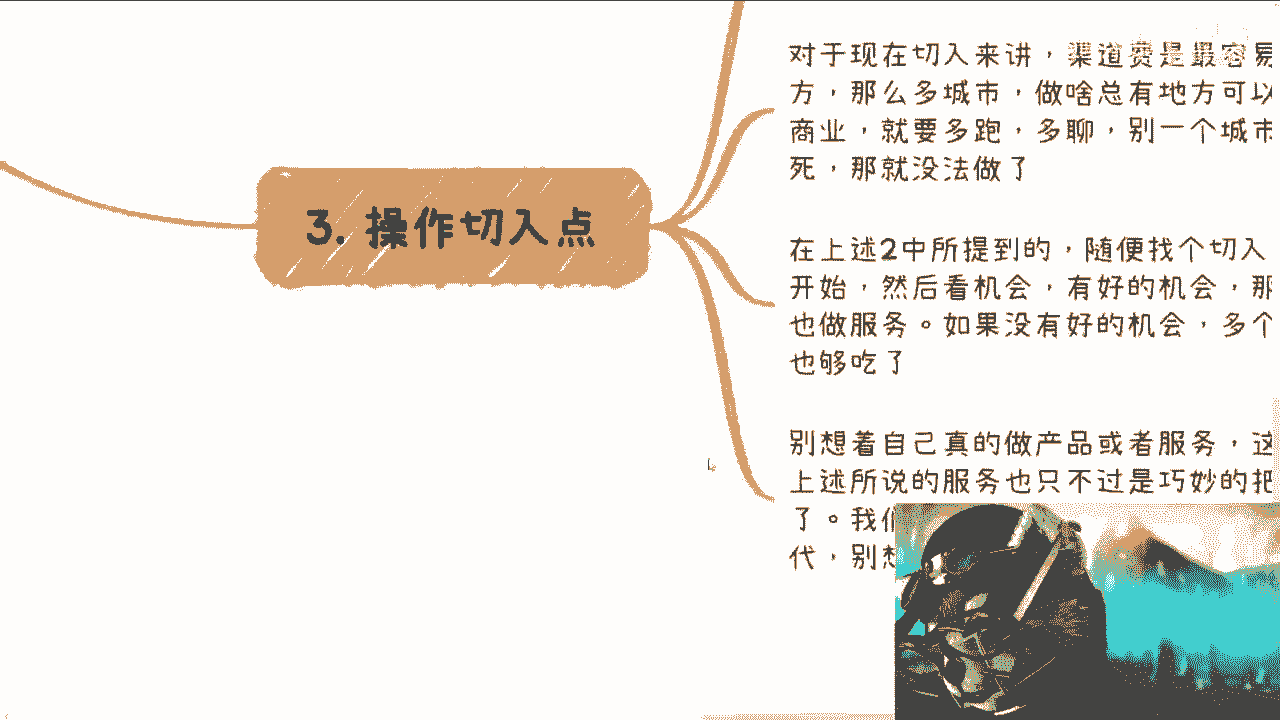 3. 操作切入点
对于现在切入来讲，渠道费是最容易
方，那么多城市，做啥总有地方可以
商业，就要多跑，多聊，别一个城市
死，那就没法做了
在上述2中所提到的，随便找个切入
开始，然后看机会，有好的机会，那
也做服务。如果没有好的机会，多个
也够吃了
别想着自己真的做产品或者服务，这
上述所说的服务也只不过是巧妙的把
了。我们
代，别想